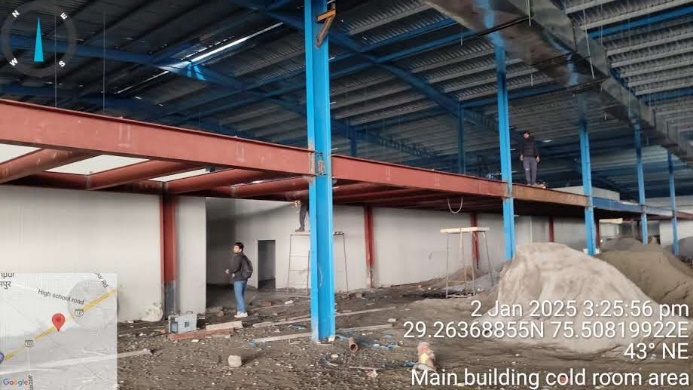 N
E
N
S
High school road
Google
2 Jan 2025 3:25:56 pm
29.26368855N 75.50819922E
43° NE
Main building cold room area